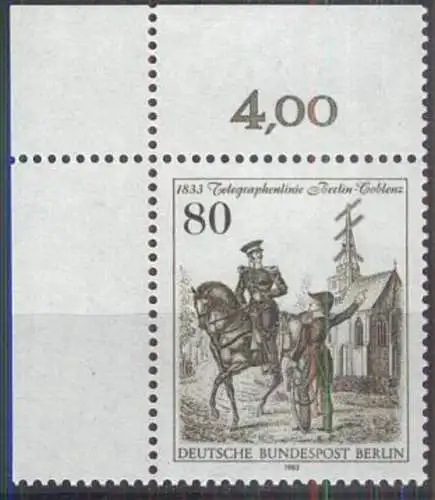 4,00
1833 Telegraphenlinie Berlin-Coblenz
80
DEUTSCHE BUNDESPOST BERLIN
1983